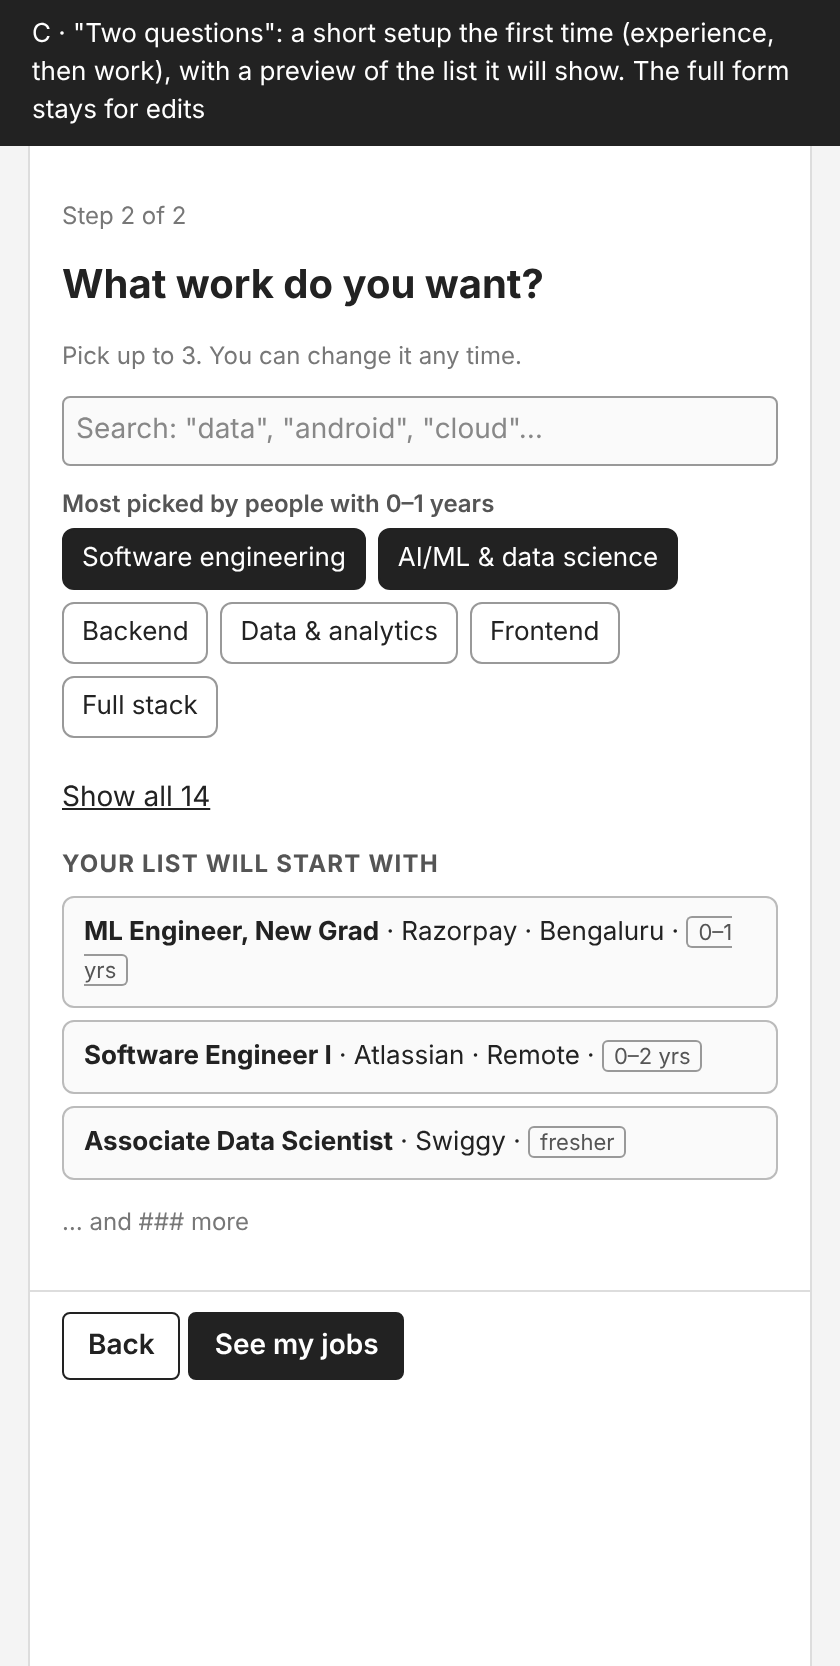 C · "Two questions": a short setup the first time (experience,
then work), with a preview of the list it will show. The full form
stays for edits
Step 2 of 2
What work do you want?
Pick up to 3. You can change it any time.
Search: "data", "android", "cloud"...
Most picked by people with 0–1 years
Software engineering AI/ML & data science
Backend Data & analytics Frontend
Full stack
Show all 14
YOUR LIST WILL START WITH
ML Engineer, New Grad · Razorpay · Bengaluru · 0–1
yrs
Software Engineer I · Atlassian · Remote · 0–2 yrs
Associate Data Scientist · Swiggy · fresher
... and ### more
Back See my jobs